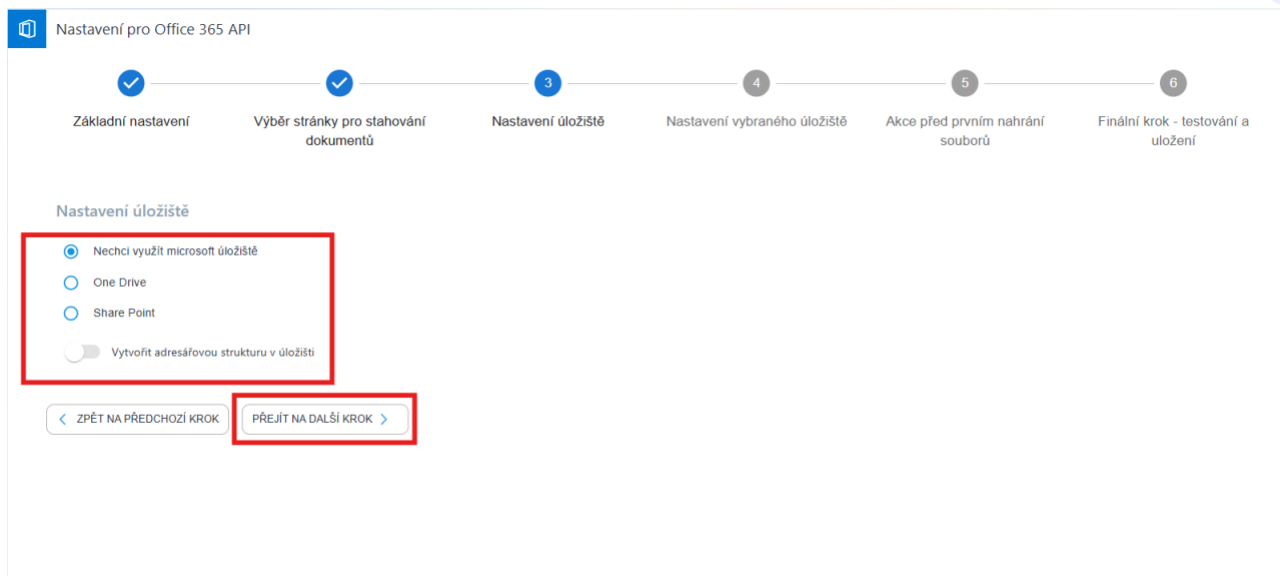 Nastavení pro Office 365 API
3
4
5
6
Základní nastavení
Výběr stránky pro stahování
dokumentů
Nastavení úložiště
Nastavení vybraného úložiště
Akce před prvním nahrání
souborů
Finální krok - testování a
uložení
Nastavení úložiště
Nechci využít microsoft úložiště
One Drive
Share Point
Vytvořit adresářovou strukturu v úložišti
ZPĚT NA PŘEDCHOZÍ KROK
PŘEJÍT NA DALŠÍ KROK